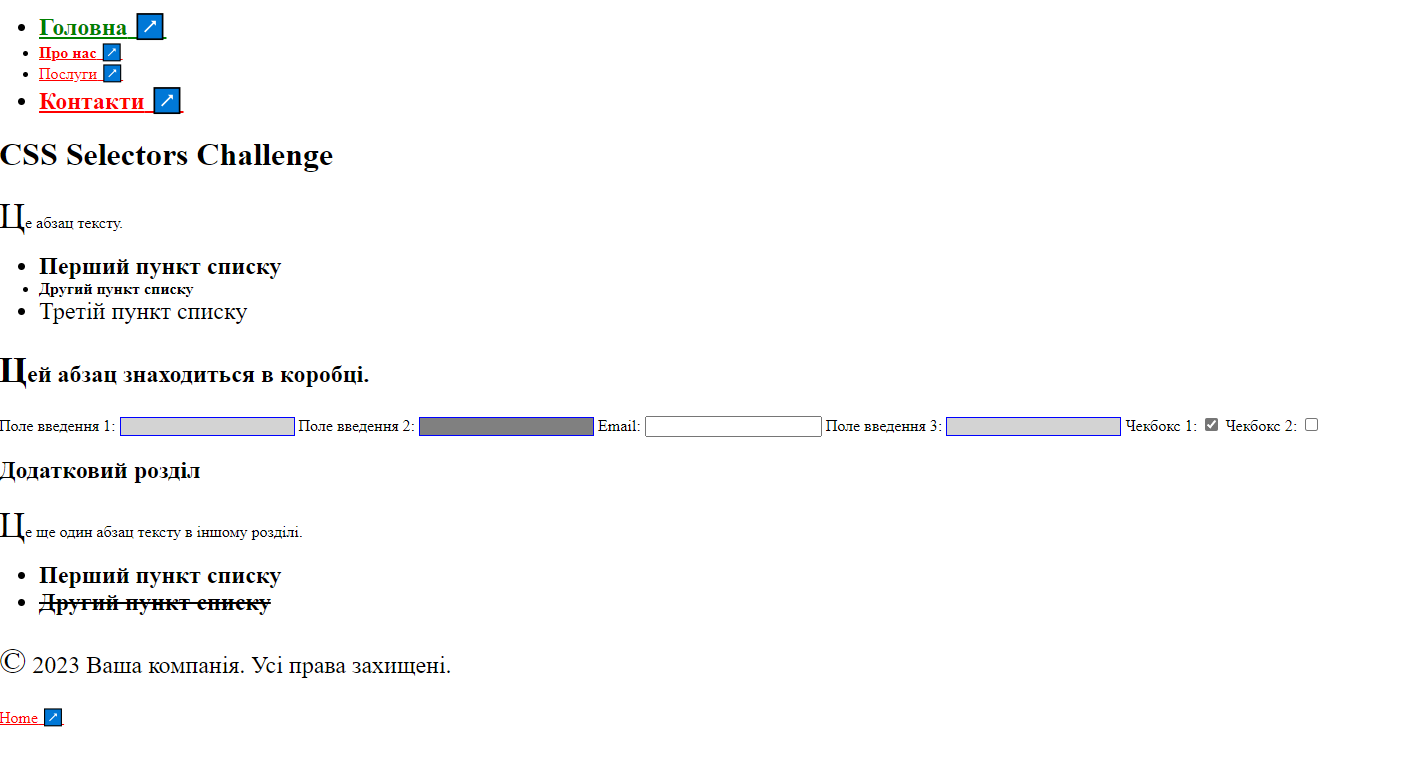 Головна ↗
Про нас ↗
Послуги ↗
Контакти ↗
CSS Selectors Challenge
Це абзац тексту.
Перший пункт списку
Другий пункт списку
Третій пункт списку
Цей абзац знаходиться в коробці.
Поле введення 1: Поле введення 2: Email: Поле введення 3: Чекбокс 1: Чекбокс 2:
Додатковий розділ
Це ще один абзац тексту в іншому розділі.
Перший пункт списку
Другий пункт списку
© 2023 Ваша компанія. Усі права захищені.
Home ↗